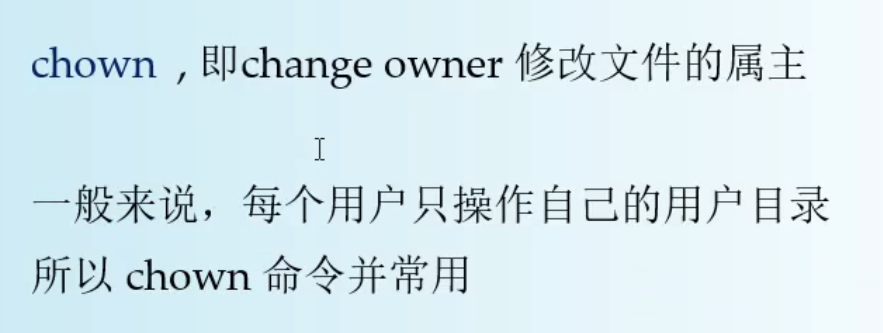 chown , 即change owner 修改文件的属主
一般来说，每个用户只操作自己的用户目录
所以 chown 命令并常用